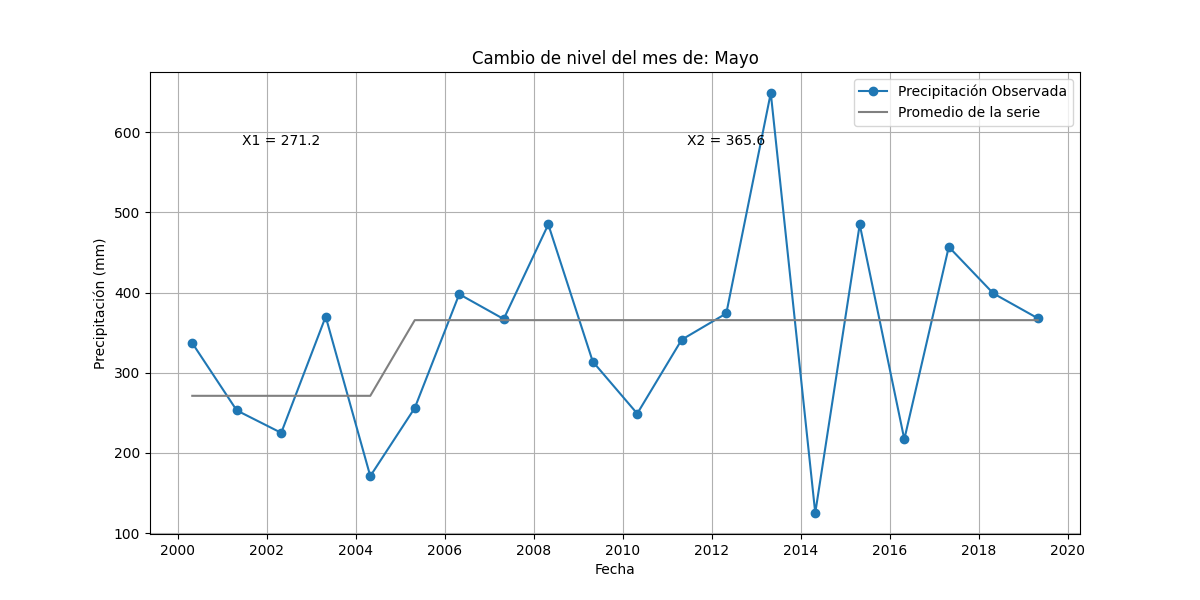 Cambio de nivel del mes de: Mayo
Precipitación Observada
Promedio de la serie
X1 = 271.2
X2 = 365.6
Precipitación (mm)
600
500
400
300
200
100
2000 2002 2004 2006 2008 2010 2012 2014 2016 2018 2020
Fecha